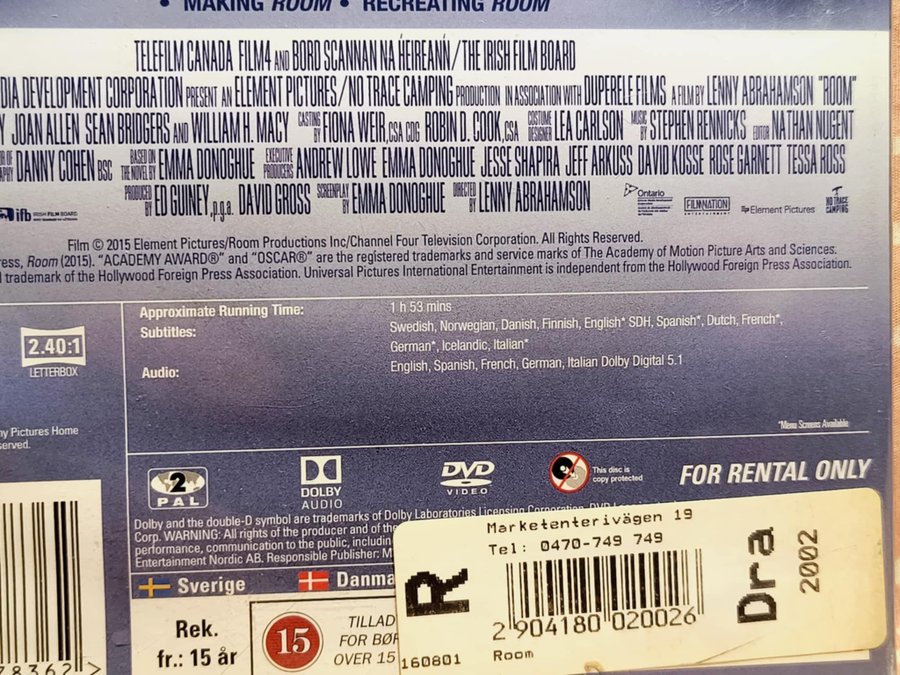 • MAKING ROOM • RECREATING ROOM
TELEFILM CANADA FILM4 AND BORD SCANNAN NA HÉIREANN/THE IRISH FILM BOARD
DIA DEVELOPMENT CORPORATION PRESENT AN ELEMENT PICTURES/NO TRACE CAMPING PRODUCTION IN ASSOCIATION WITH DUPERELE FILMS A FILM BY LENNY ABRAHAMSON "ROOM"
Y JOAN ALLEN SEAN BRIDGERS AND WILLIAM H. MACY CASTING BY FIONA WEIR, CSA CDG ROBIN D. COOK, CSA COSTUME DESIGNER LEA CARLSON MUSIC BY STEPHEN RENNICKS EDITOR NATHAN NUGENT
DANNY COHEN BSC BASED ON THE NOVEL BY EMMA DONOGHUE EXECUTIVE PRODUCERS ANDREW LOWE EMMA DONOGHUE JESSE SHAPIRA JEFF ARKUSS DAVID KOSSE ROSE GARNETT TESSA ROSS
PRODUCED BY ED GUINEY, p.g.a. DAVID GROSS SCREENPLAY BY EMMA DONOGHUE DIRECTED BY LENNY ABRAHAMSON
ifb IRISH FILM BOARD
Ontario
FILMNATION ENTERTAINMENT
Element Pictures
NO TRACE CAMPING
Film © 2015 Element Pictures/Room Productions Inc/Channel Four Television Corporation. All Rights Reserved.
ress, Room (2015). "ACADEMY AWARD®" and "OSCAR®" are the registered trademarks and service marks of The Academy of Motion Picture Arts and Sciences.
l trademark of the Hollywood Foreign Press Association. Universal Pictures International Entertainment is independent from the Hollywood Foreign Press Association.
Approximate Running Time: 1 h 53 mins
Subtitles: Swedish, Norwegian, Danish, Finnish, English* SDH, Spanish*, Dutch, French*,
German*, Icelandic, Italian*
Audio: English, Spanish, French, German, Italian Dolby Digital 5.1
2.40:1
LETTERBOX
*Menu Screens Available
ny Pictures Home
served.
2
PAL
DOLBY
AUDIO
DVD
VIDEO
This disc is
copy protected
FOR RENTAL ONLY
Dolby and the double-D symbol are trademarks of Dolby Laboratories Licensing Corporation.
Corp. WARNING: All rights of the producer and of the
performance, communication to the public, includin
Entertainment Nordic AB. Responsible Publisher: M
Sverige
Danma
Rek.
fr.: 15 år
15
TILLAD
FOR BØR
OVER 15
78362 >
Marketenterivägen 19
Tel: 0470-749 749
R
2 904180 020026
160801 Room
Dra
2002